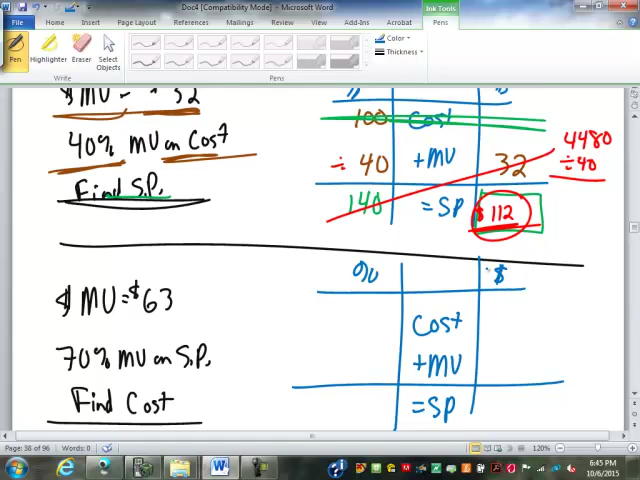 Doc4 [Compatibility Mode] - Microsoft Word
Ink Tools
File Home Insert Page Layout References Mailings Review View Add-Ins Acrobat Pens
Pen Highlighter Eraser Select Objects
Color
Thickness
Write Pens
$ MU = $ 32
40% MU on Cost
Find S.P.
100 Cost
÷ 40 +MU 32
140 = SP $ 112
4480
÷40
$ MU = $63
70% MU on S.P.
Find Cost
% $
Cost
+MU
= SP
Page: 38 of 96 Words: 0 120%
6:45 PM
10/6/2015